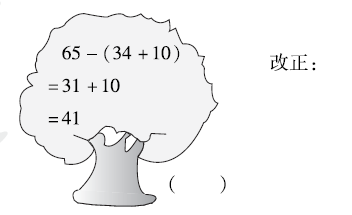 65 －(34 +10)
= 31 +10
= 41
改正：
(　　)